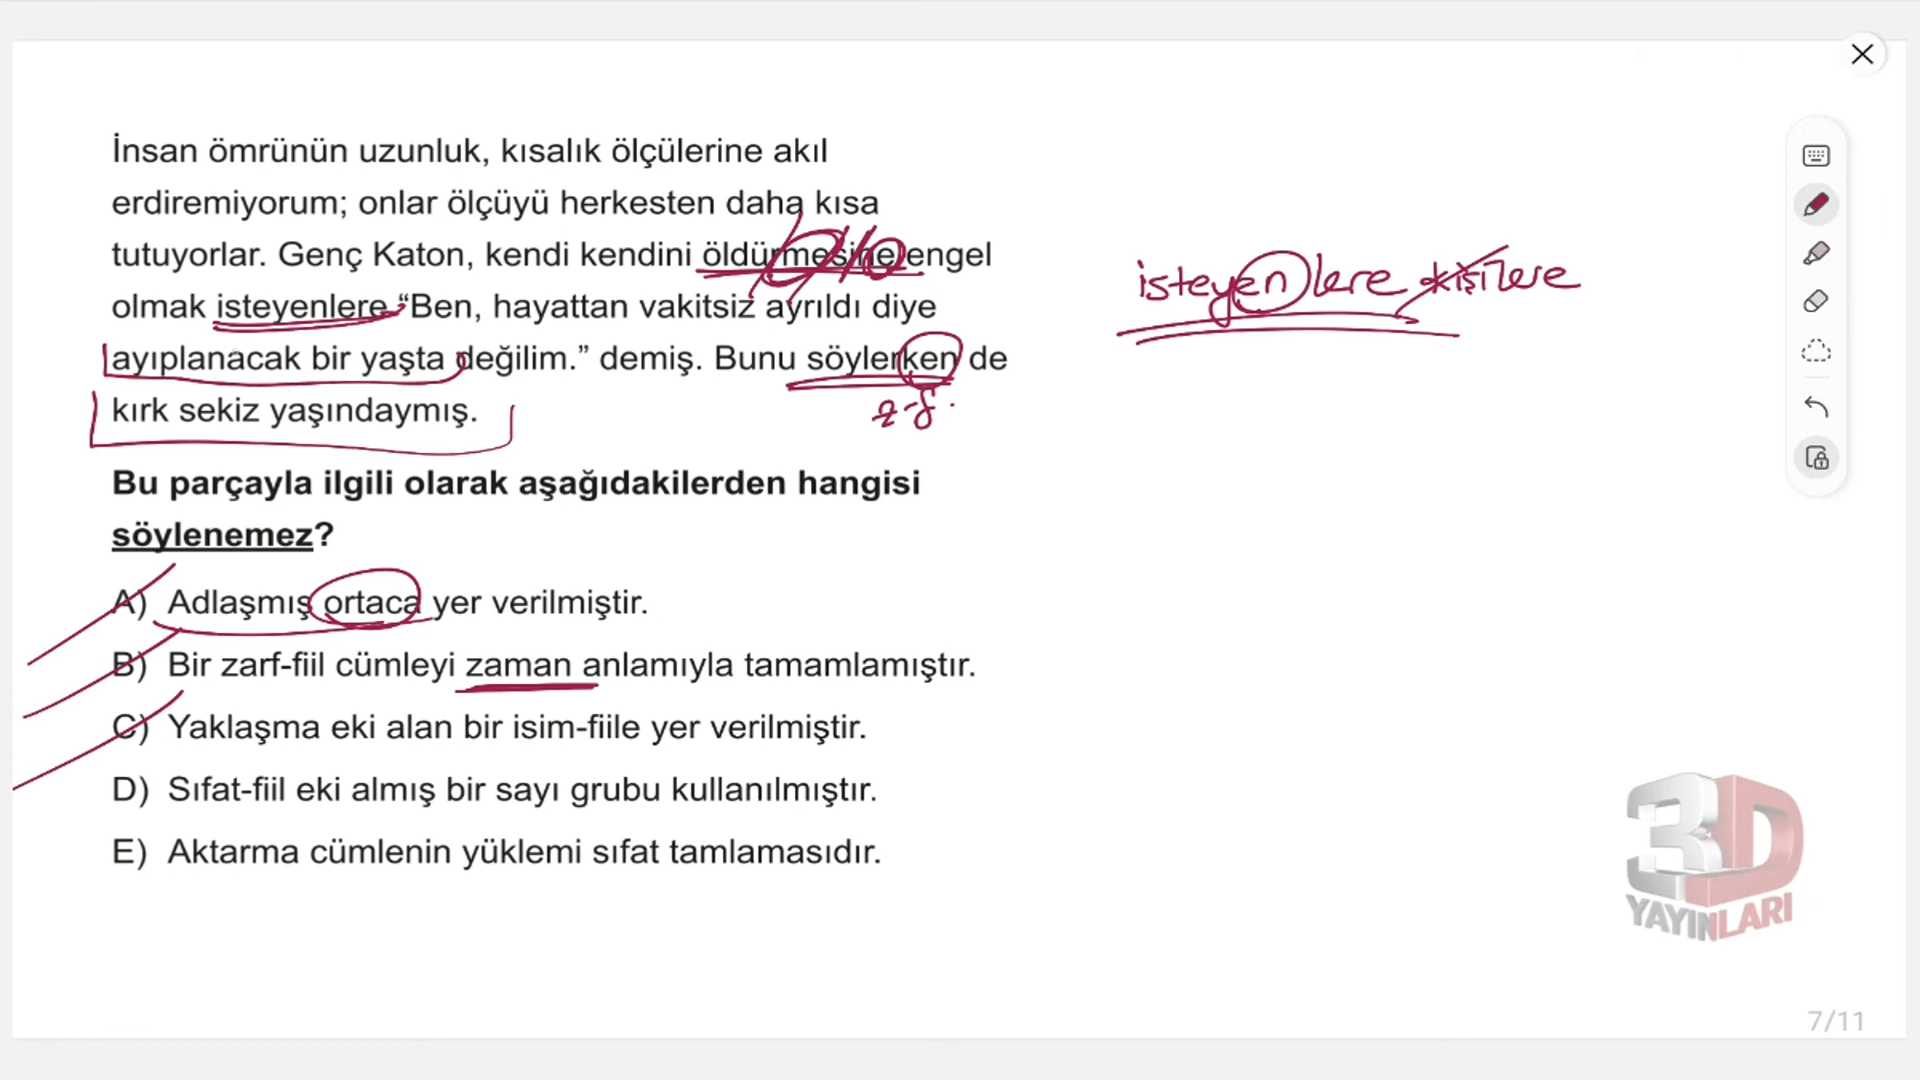 İnsan ömrünün uzunluk, kısalık ölçülerine akıl
erdiremiyorum; onlar ölçüyü herkesten daha kısa
tutuyorlar. Genç Katon, kendi kendini öldürmesine engel
olmak isteyenlere “Ben, hayattan vakitsiz ayrıldı diye
ayıplanacak bir yaşta değilim.” demiş. Bunu söylerken de
kırk sekiz yaşındaymış.
isteyenlere kişilere
z-f.
Bu parçayla ilgili olarak aşağıdakilerden hangisi
söylenemez?
A) Adlaşmış ortaca yer verilmiştir.
B) Bir zarf-fiil cümleyi zaman anlamıyla tamamlamıştır.
C) Yaklaşma eki alan bir isim-fiile yer verilmiştir.
D) Sıfat-fiil eki almış bir sayı grubu kullanılmıştır.
E) Aktarma cümlenin yüklemi sıfat tamlamasıdır.
3D
YAYINLARI
7/11